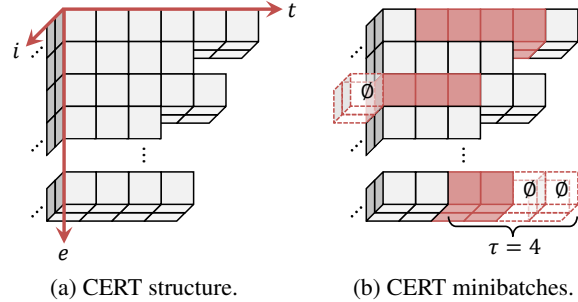 t
i
∅
⋮
∅ ∅
e
τ = 4
(a) CERT structure.
(b) CERT minibatches.